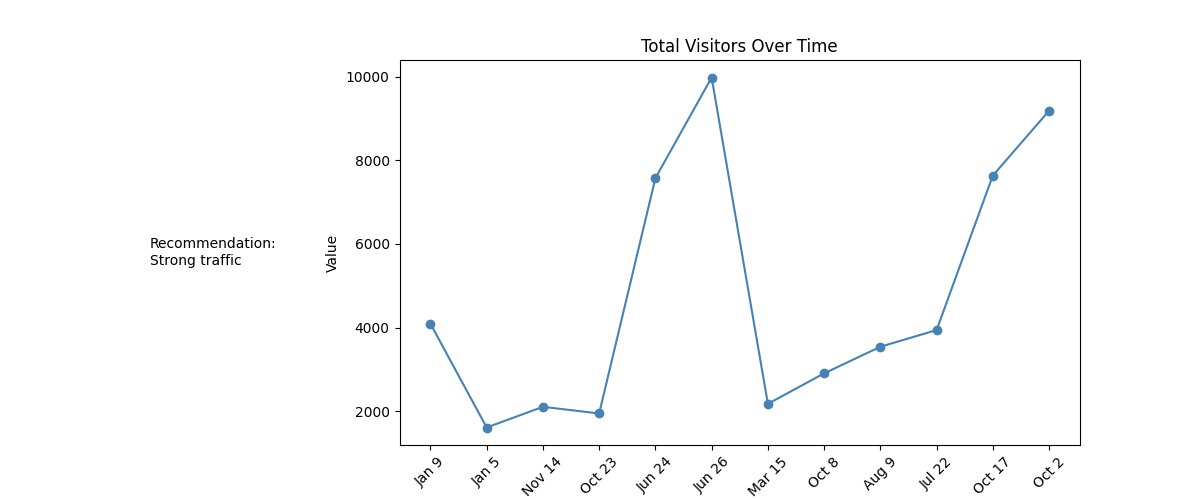 Total Visitors Over Time
Recommendation:
Strong traffic
Value
10000
8000
6000
4000
2000
Jan 9
Jan 5
Nov 14
Oct 23
Jun 24
Jun 26
Mar 15
Oct 8
Aug 9
Jul 22
Oct 17
Oct 2